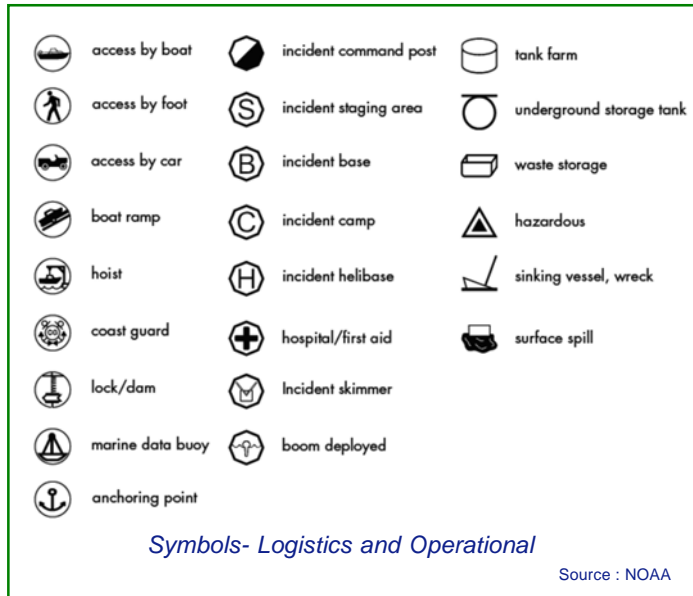 access by boat
access by foot
access by car
boat ramp
hoist
coast guard
lock/dam
marine data buoy
anchoring point
incident command post
S incident staging area
B incident base
C incident camp
H incident helibase
hospital/first aid
Incident skimmer
boom deployed
tank farm
underground storage tank
waste storage
hazardous
sinking vessel, wreck
surface spill
Symbols- Logistics and Operational
Source : NOAA